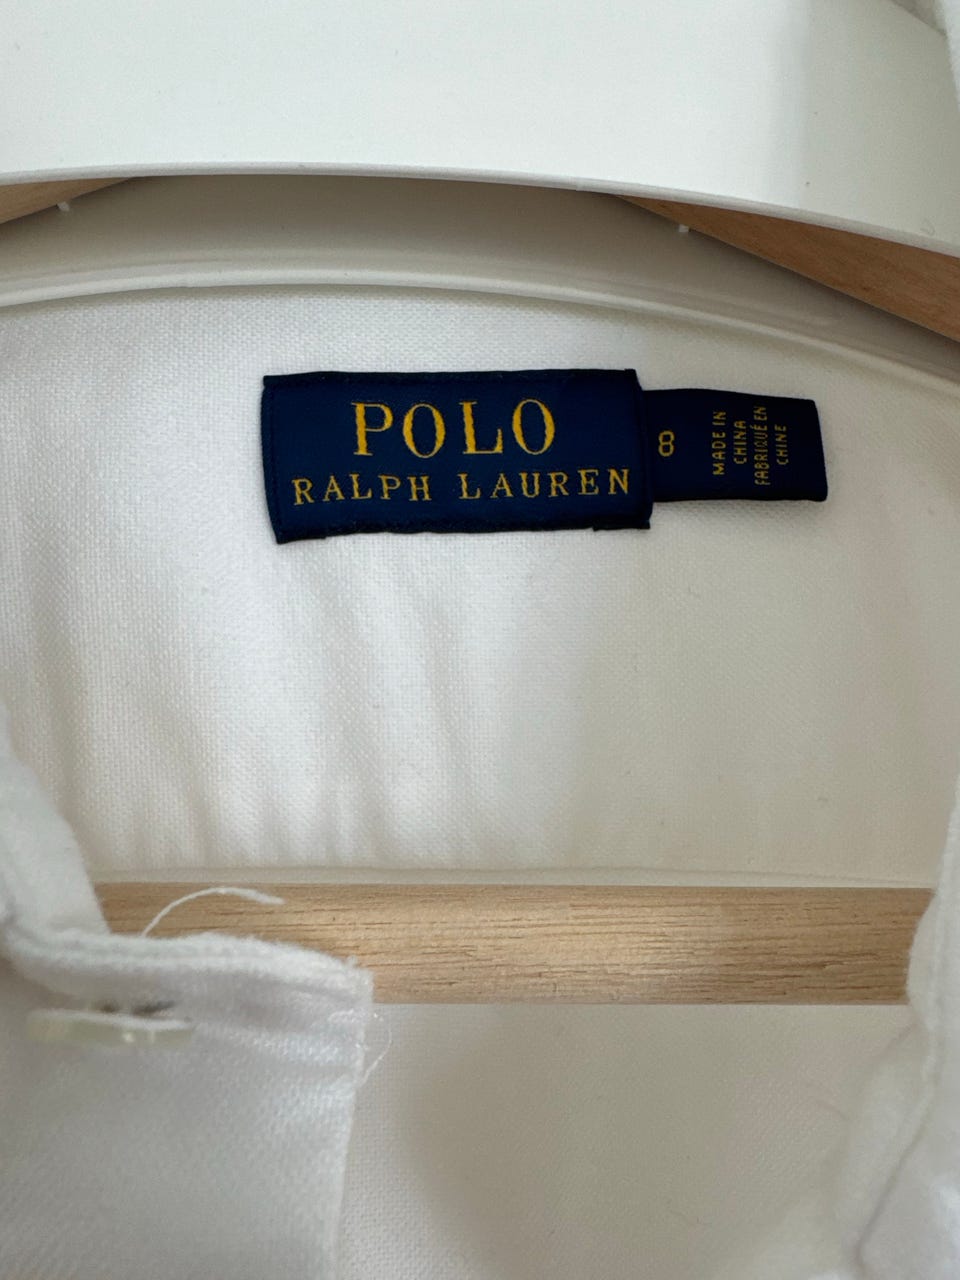 POLO
RALPH LAUREN
8
MADE IN
CHINA
FABRIQUÉ EN
CHINE